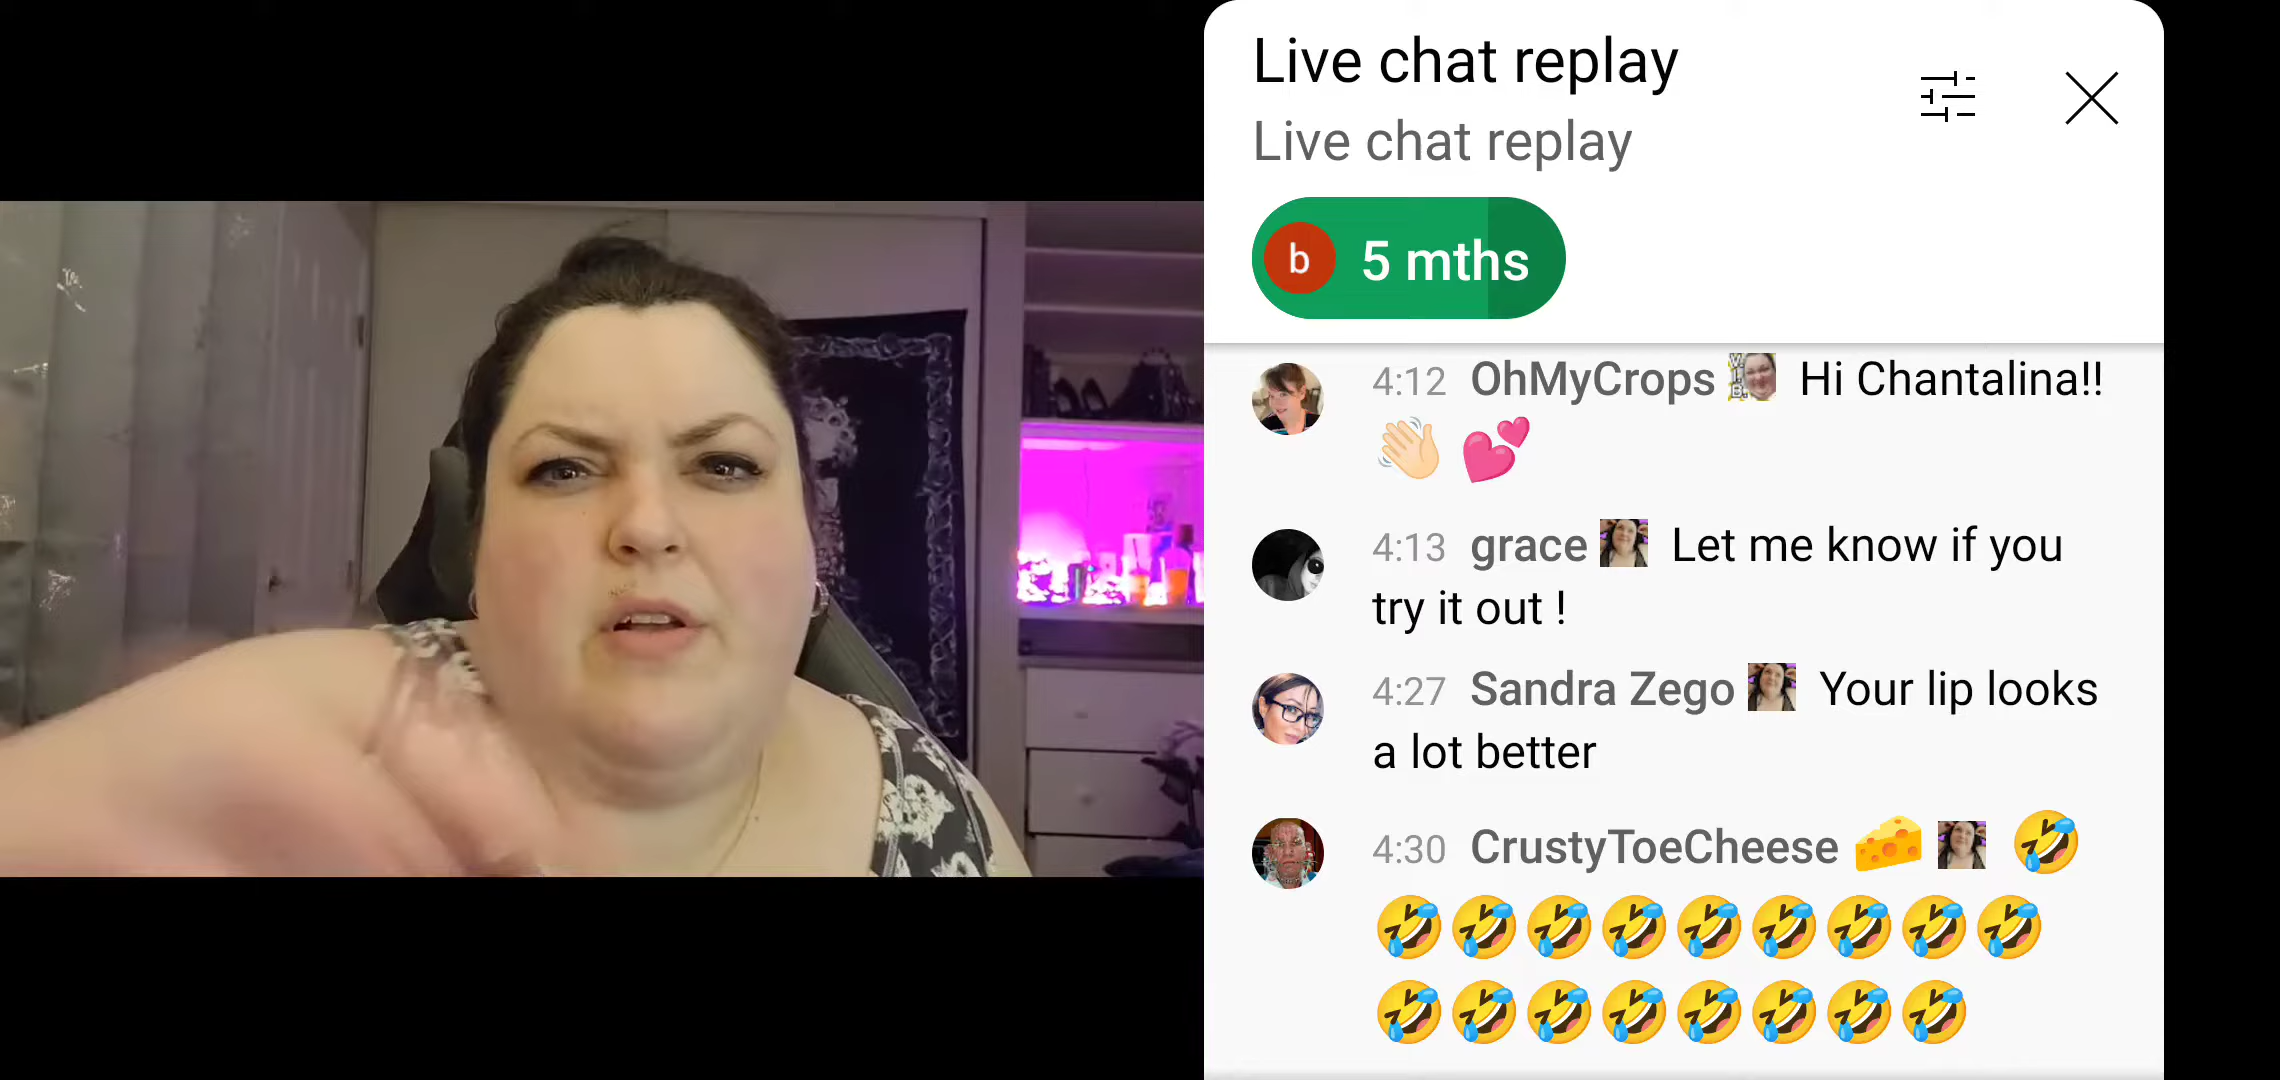 Live chat replay
Live chat replay
b 5 mths
4:12 OhMyCrops Hi Chantalina!!
👋🏻 💕
4:13 grace Let me know if you
try it out !
4:27 Sandra Zego Your lip looks
a lot better
4:30 CrustyToeCheese 🧀 🤣
🤣🤣🤣🤣🤣🤣🤣🤣🤣
🤣🤣🤣🤣🤣🤣🤣🤣